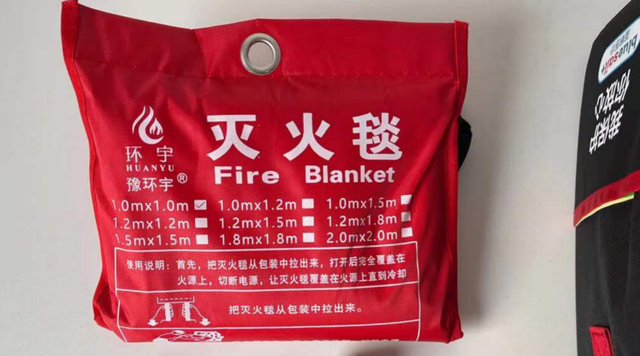 灭火毯
环宇
HUANYU
Fire Blanket
豫环宇®
1.0mx1.0m 1.0mx1.2m 1.0mx1.5m
1.2mx1.2m 1.2mx1.5m 1.2mx1.8m
1.5mx1.5m 1.8mx1.8m 2.0mx2.0m
使用说明：首先，把灭火毯从包装中拉出来，打开后完全覆盖在
火源上，切断电源，让灭火毯覆盖在火源上直到冷却
把灭火毯从包装中拉出来。